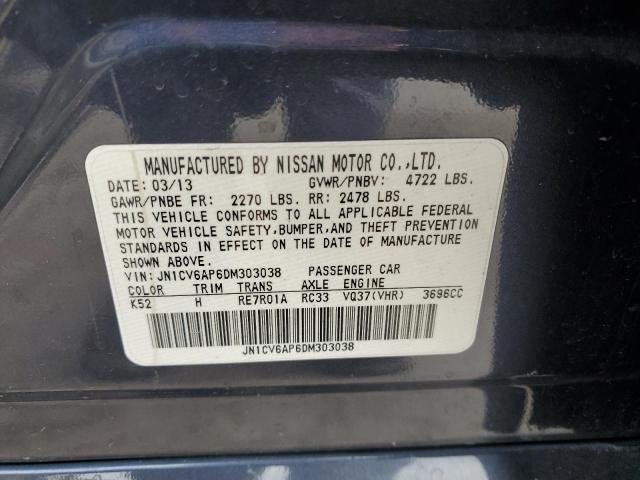 MANUFACTURED BY NISSAN MOTOR CO.,LTD.
DATE: 03/13 GVWR/PNBV: 4722 LBS.
GAWR/PNBE FR: 2270 LBS. RR: 2478 LBS.
THIS VEHICLE CONFORMS TO ALL APPLICABLE FEDERAL
MOTOR VEHICLE SAFETY,BUMPER,AND THEFT PREVENTION
STANDARDS IN EFFECT ON THE DATE OF MANUFACTURE
SHOWN ABOVE.
VIN: JN1CV6AP6DM303038 PASSENGER CAR
COLOR TRIM TRANS AXLE ENGINE
K52 H RE7R01A RC33 VQ37(VHR) 3696CC
JN1CV6AP6DM303038